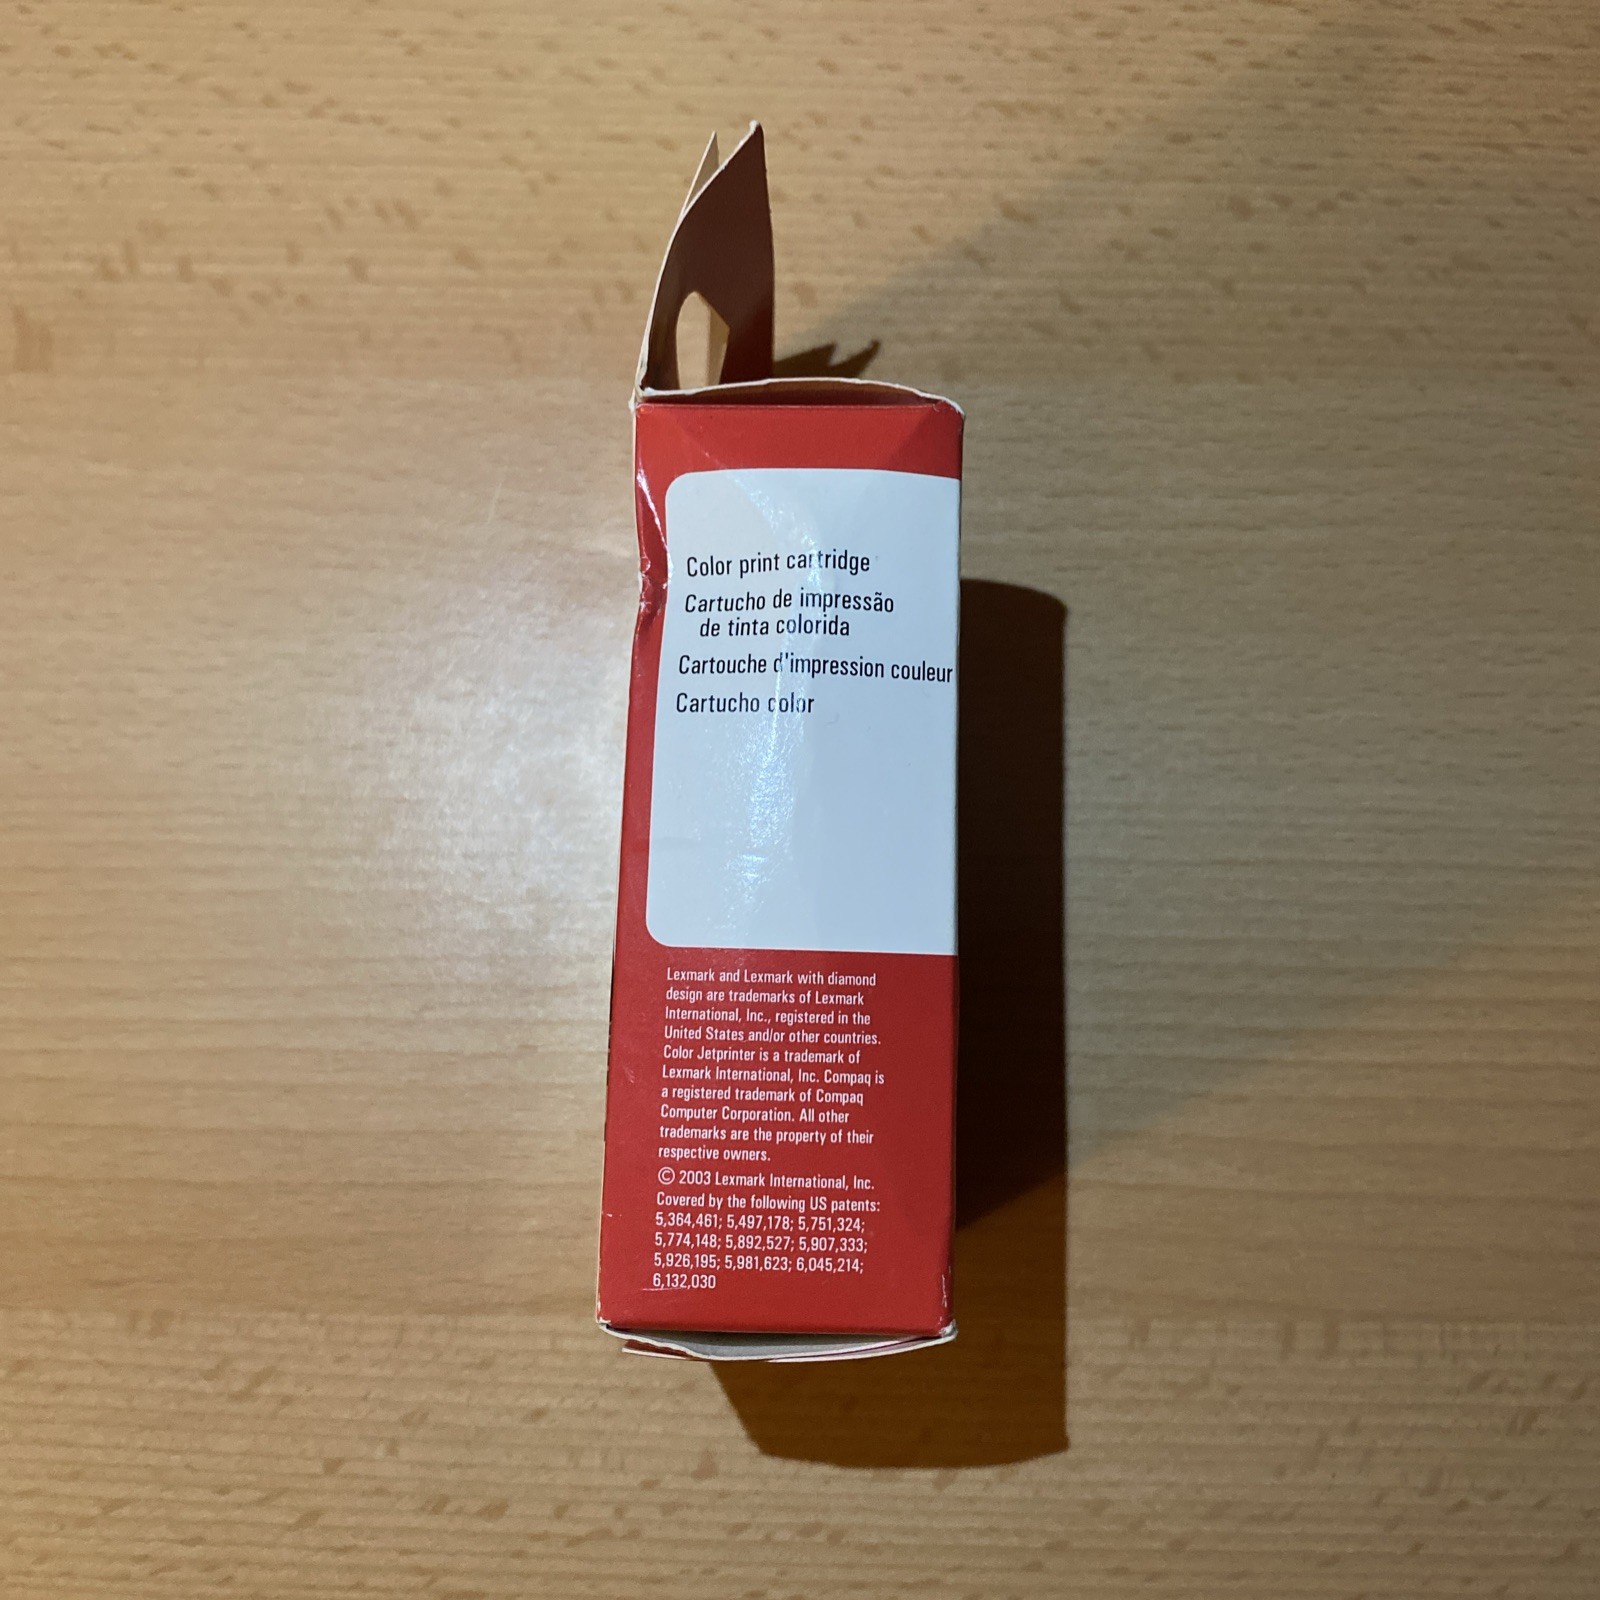 Color print cartridge
Cartucho de impressão
de tinta colorida
Cartouche d'impression couleur
Cartucho color
Lexmark and Lexmark with diamond
design are trademarks of Lexmark
International, Inc., registered in the
United States and/or other countries.
Color Jetprinter is a trademark of
Lexmark International, Inc. Compaq is
a registered trademark of Compaq
Computer Corporation. All other
trademarks are the property of their
respective owners.
© 2003 Lexmark International, Inc.
Covered by the following US patents:
5,364,461; 5,497,178; 5,751,324;
5,774,148; 5,892,527; 5,907,333;
5,926,195; 5,981,623; 6,045,214;
6,132,030